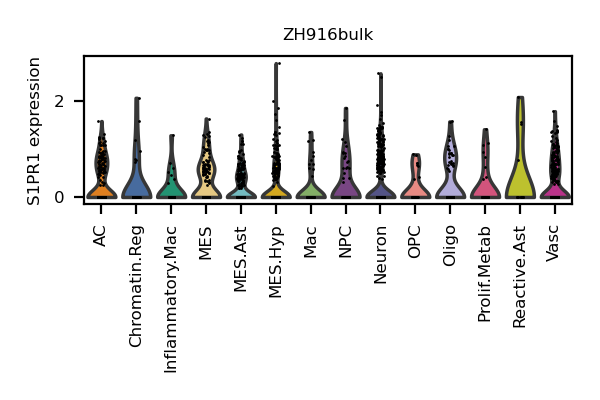 ZH916bulk
S1PR1 expression
2
0
AC
Chromatin.Reg
Inflammatory.Mac
MES
MES.Ast
MES.Hyp
Mac
NPC
Neuron
OPC
Oligo
Prolif.Metab
Reactive.Ast
Vasc